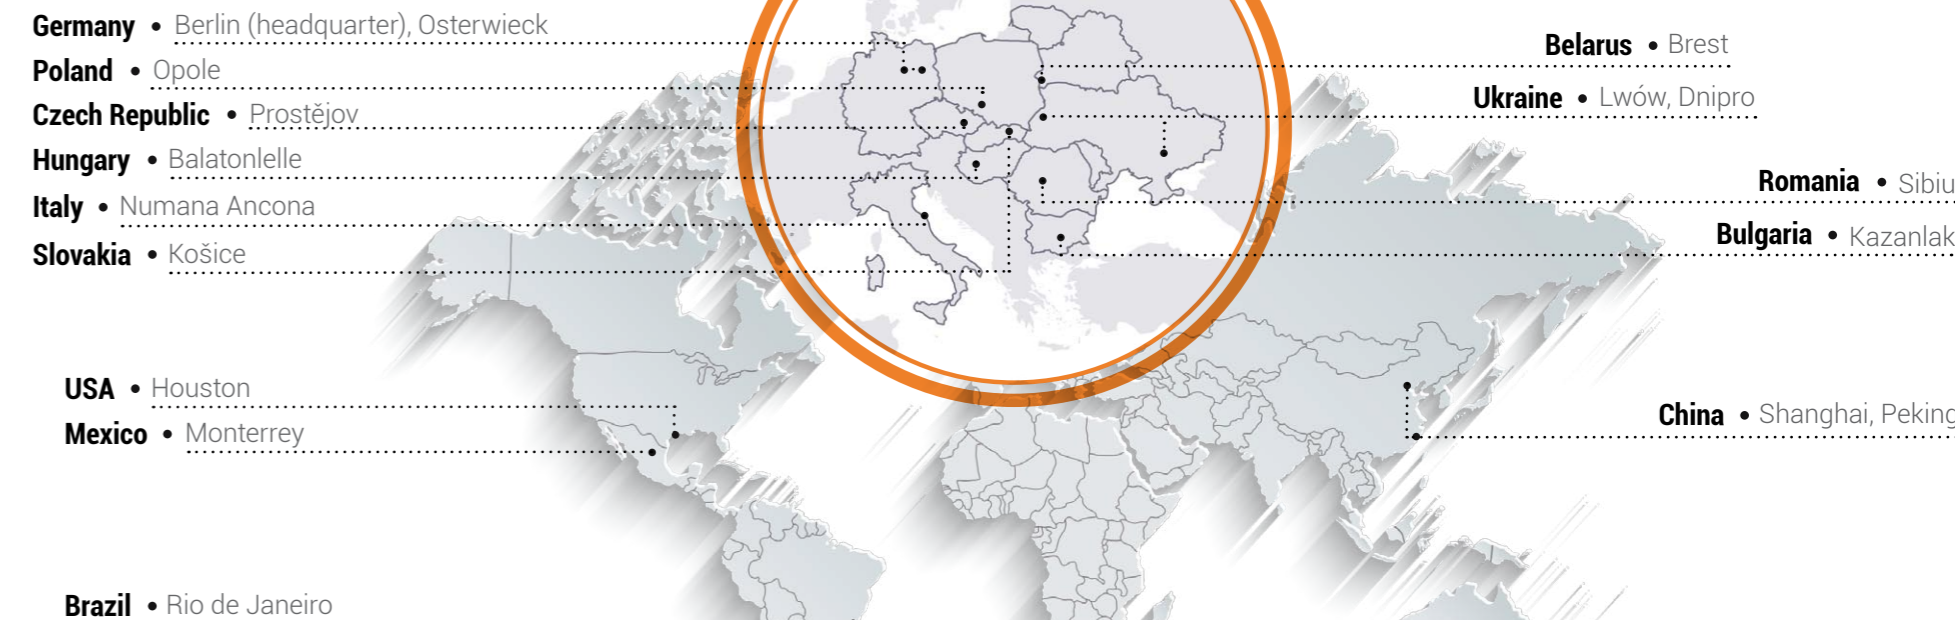 Germany • Berlin (headquarter), Osterwieck
Poland • Opole
Czech Republic • Prostějov
Hungary • Balatonlelle
Italy • Numana Ancona
Slovakia • Košice
USA • Houston
Mexico • Monterrey
Brazil • Rio de Janeiro
Belarus • Brest
Ukraine • Lwów, Dnipro
Romania • Sibiu
Bulgaria • Kazanlak
China • Shanghai, Peking